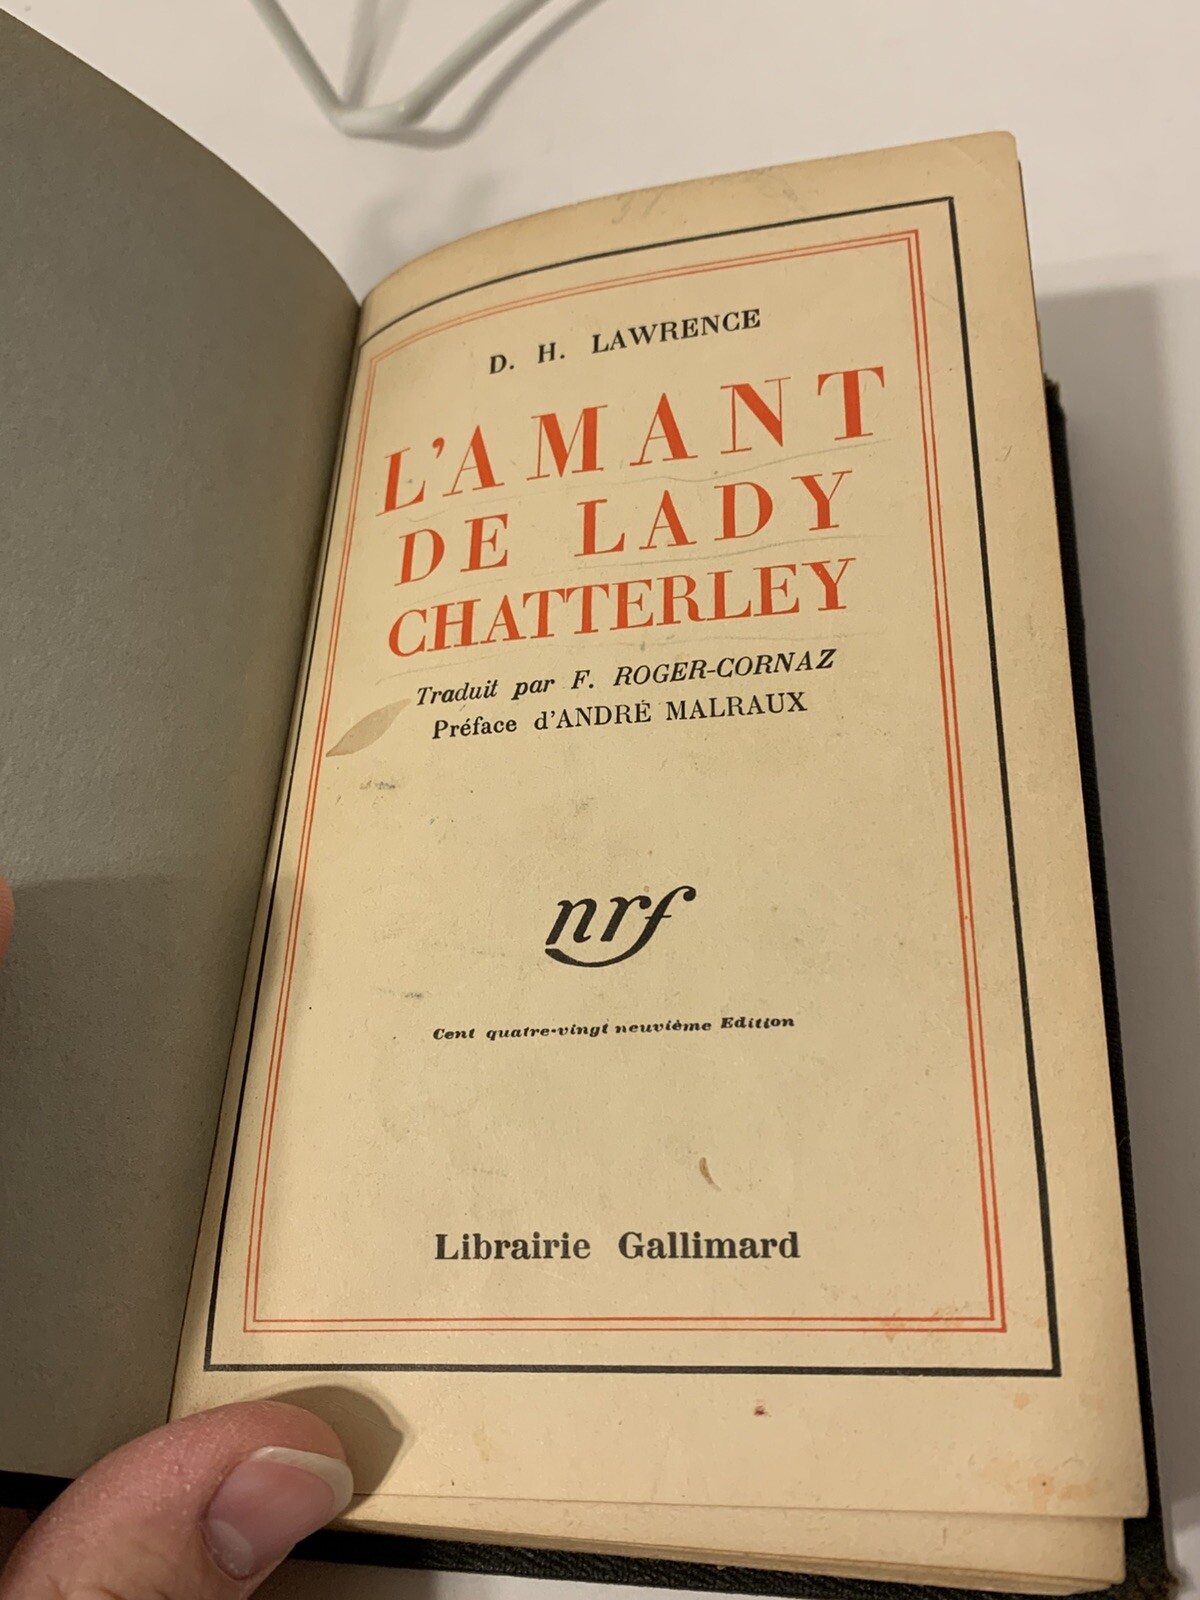 D. H. LAWRENCE
L'AMANT
DE LADY
CHATTERLEY
Traduit par F. ROGER-CORNAZ
Préface d'ANDRÉ MALRAUX
nrf
Cent quatre-vingt neuvième Edition
Librairie Gallimard